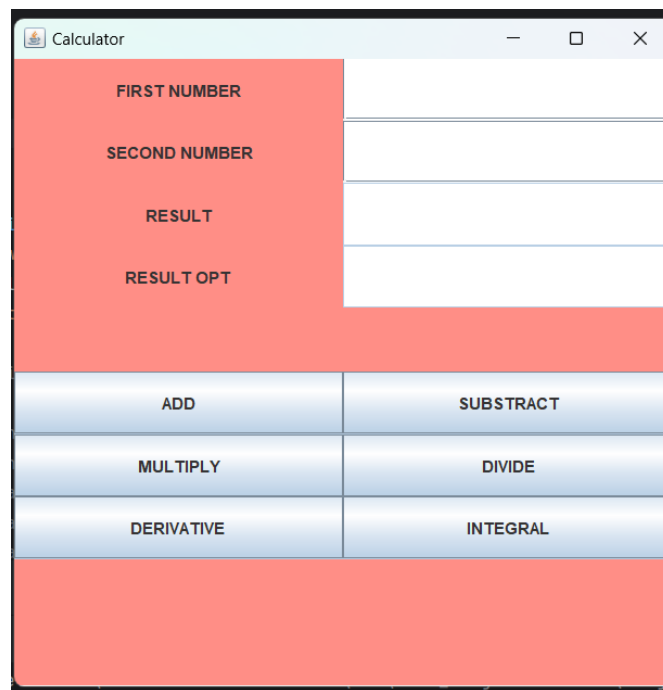 Calculator
FIRST NUMBER
SECOND NUMBER
RESULT
RESULT OPT
ADD
SUBSTRACT
MULTIPLY
DIVIDE
DERIVATIVE
INTEGRAL